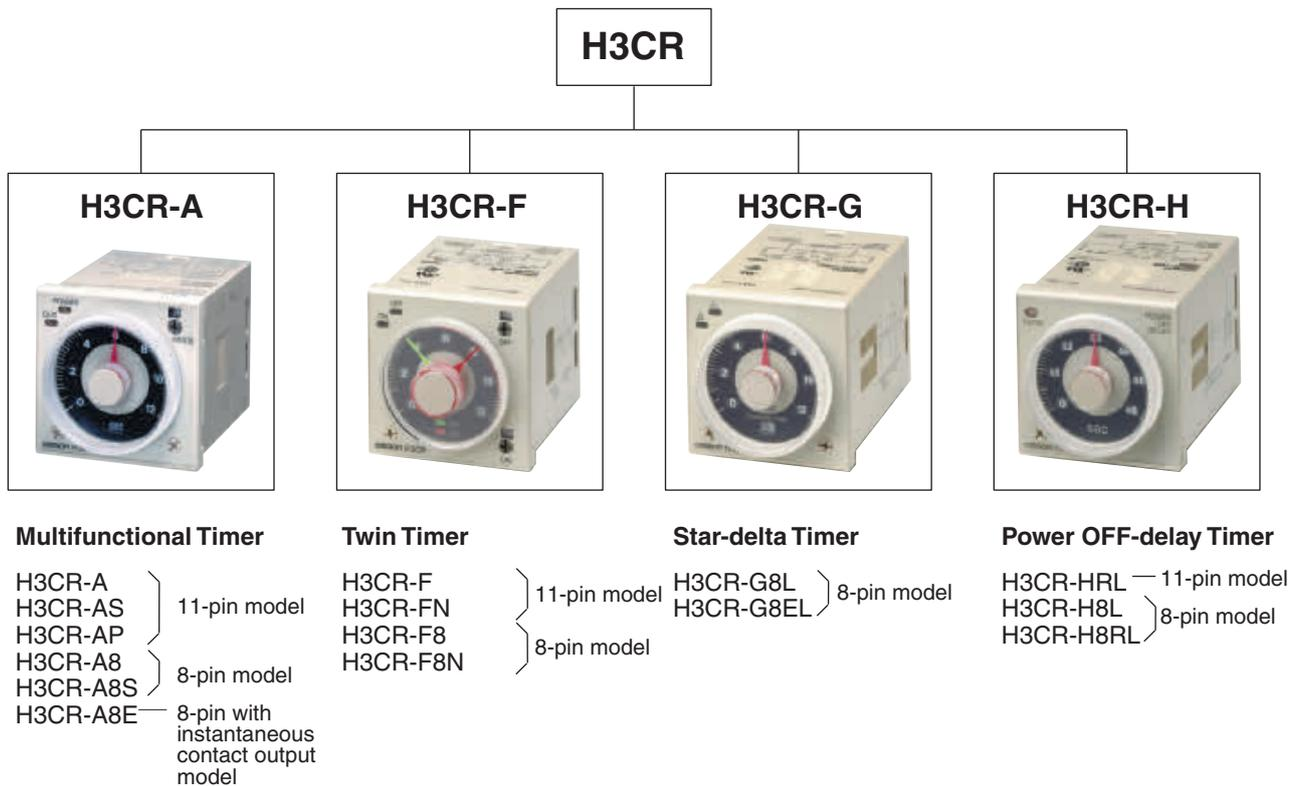 H3CR
H3CR-A
H3CR-F
H3CR-G
H3CR-H
Multifunctional Timer
H3CR-A
H3CR-AS
H3CR-AP
11-pin model
H3CR-A8
H3CR-A8S
8-pin model
H3CR-A8E
8-pin with
instantaneous
contact output
model
Twin Timer
H3CR-F
H3CR-FN
11-pin model
H3CR-F8
H3CR-F8N
8-pin model
Star-delta Timer
H3CR-G8L
H3CR-G8EL
8-pin model
Power OFF-delay Timer
H3CR-HRL
11-pin model
H3CR-H8L
H3CR-H8RL
8-pin model